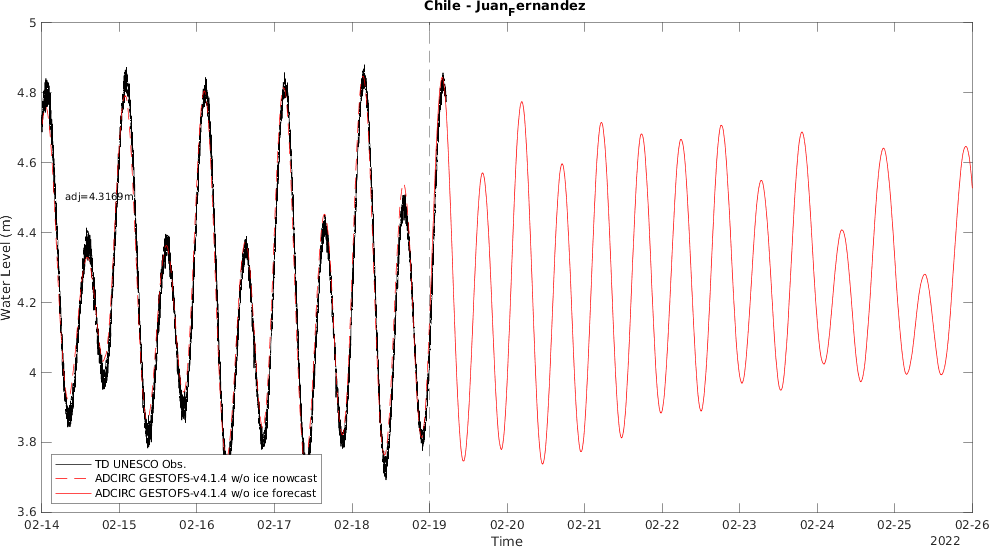 Chile - Juan_Fernandez
5
4.8
4.6
4.4
4.2
4
3.8
3.6
Water Level (m)
adj=4.3169m
TD UNESCO Obs.
ADCIRC GESTOFS-v4.1.4 w/o ice nowcast
ADCIRC GESTOFS-v4.1.4 w/o ice forecast
02-14 02-15 02-16 02-17 02-18 02-19 02-20 02-21 02-22 02-23 02-24 02-25 02-26
Time
2022